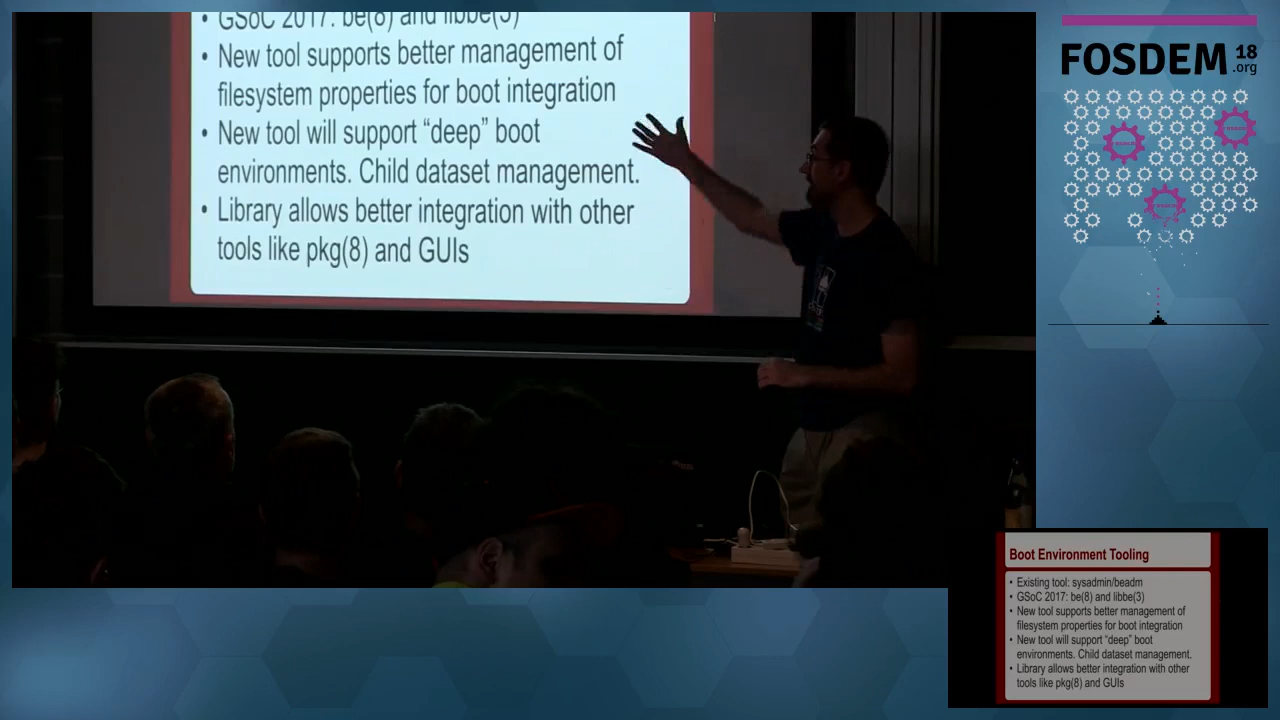 GSoC 2017: be(8) and libbe(3)
• New tool supports better management of
filesystem properties for boot integration
• New tool will support “deep” boot
environments. Child dataset management.
• Library allows better integration with other
tools like pkg(8) and GUIs
FOSDEM 18
.org
Boot Environment Tooling
• Existing tool: sysadmin/beadm
• GSoC 2017: be(8) and libbe(3)
• New tool supports better management of
filesystem properties for boot integration
• New tool will support “deep” boot
environments. Child dataset management.
• Library allows better integration with other
tools like pkg(8) and GUIs